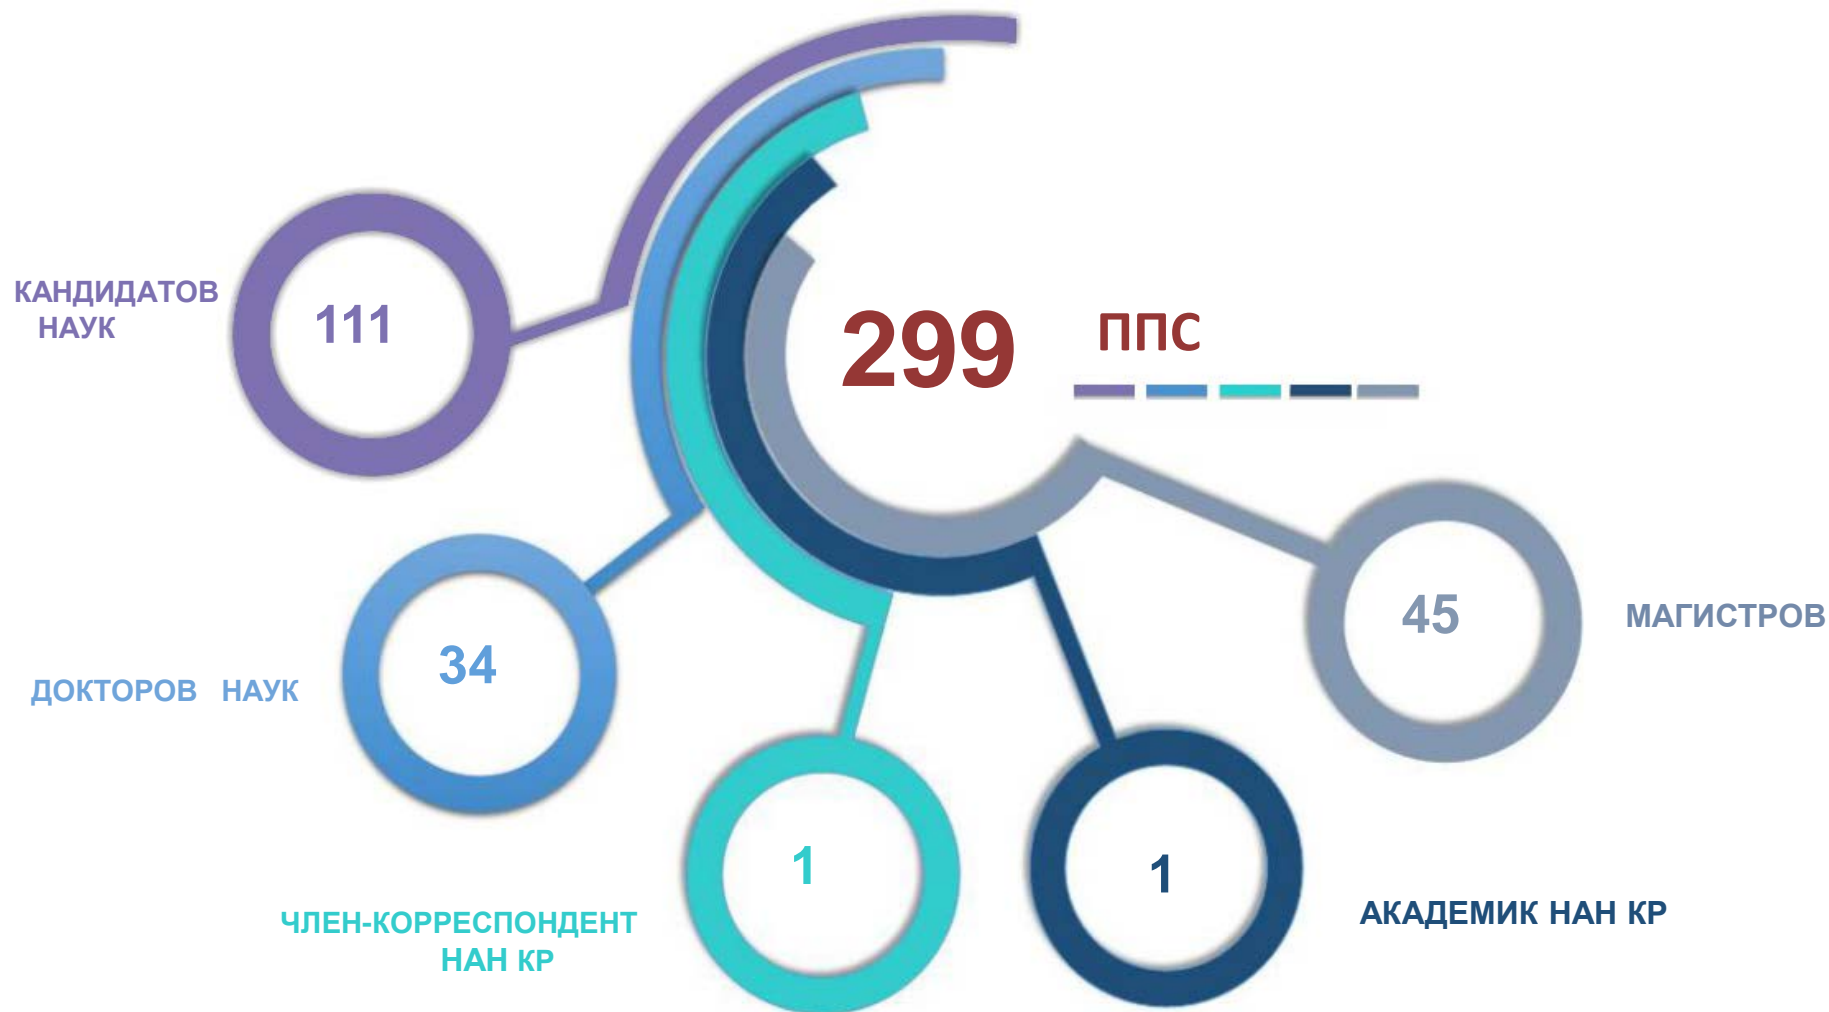 299 ППС
КАНДИДАТОВ
НАУК
111
ДОКТОРОВ НАУК
34
ЧЛЕН-КОРРЕСПОНДЕНТ
НАН КР
1
1
АКАДЕМИК НАН КР
45
МАГИСТРОВ